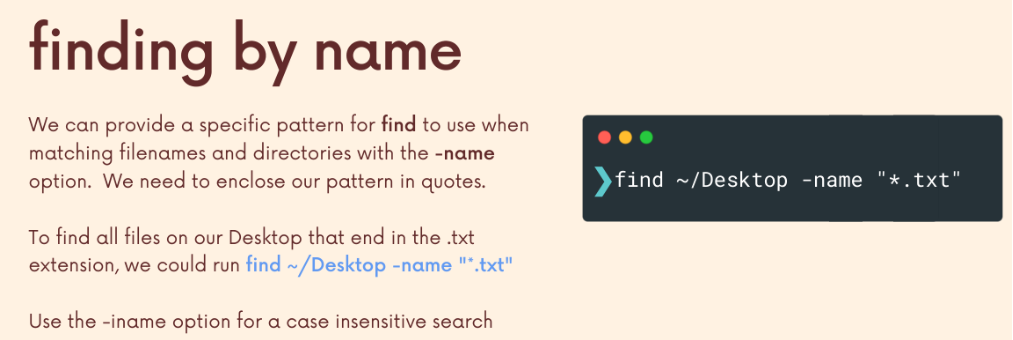 finding by name
We can provide a specific pattern for find to use when
matching filenames and directories with the -name
option. We need to enclose our pattern in quotes.
To find all files on our Desktop that end in the .txt
extension, we could run find ~/Desktop -name "*.txt"
Use the -iname option for a case insensitive search
❯find ~/Desktop -name "*.txt"